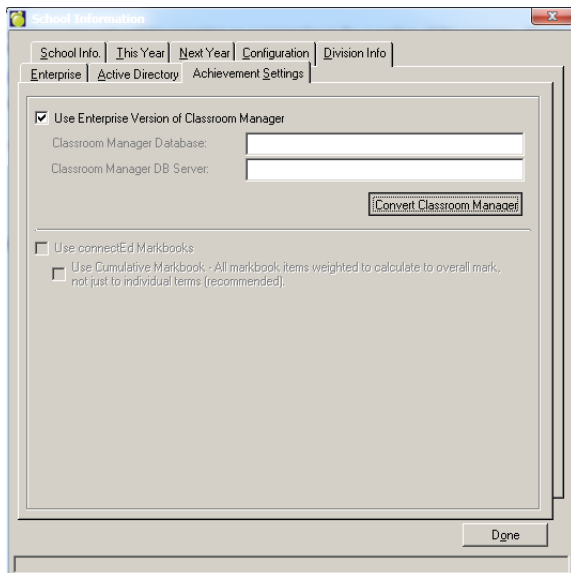 School Information
School Info. This Year Next Year Configuration Division Info
Enterprise Active Directory Achievement Settings
Use Enterprise Version of Classroom Manager
Classroom Manager Database:
Classroom Manager DB Server:
Convert Classroom Manager
Use connectEd Markbooks
Use Cumulative Markbook - All markbook items weighted to calculate to overall mark,
not just to individual terms (recommended).
Done